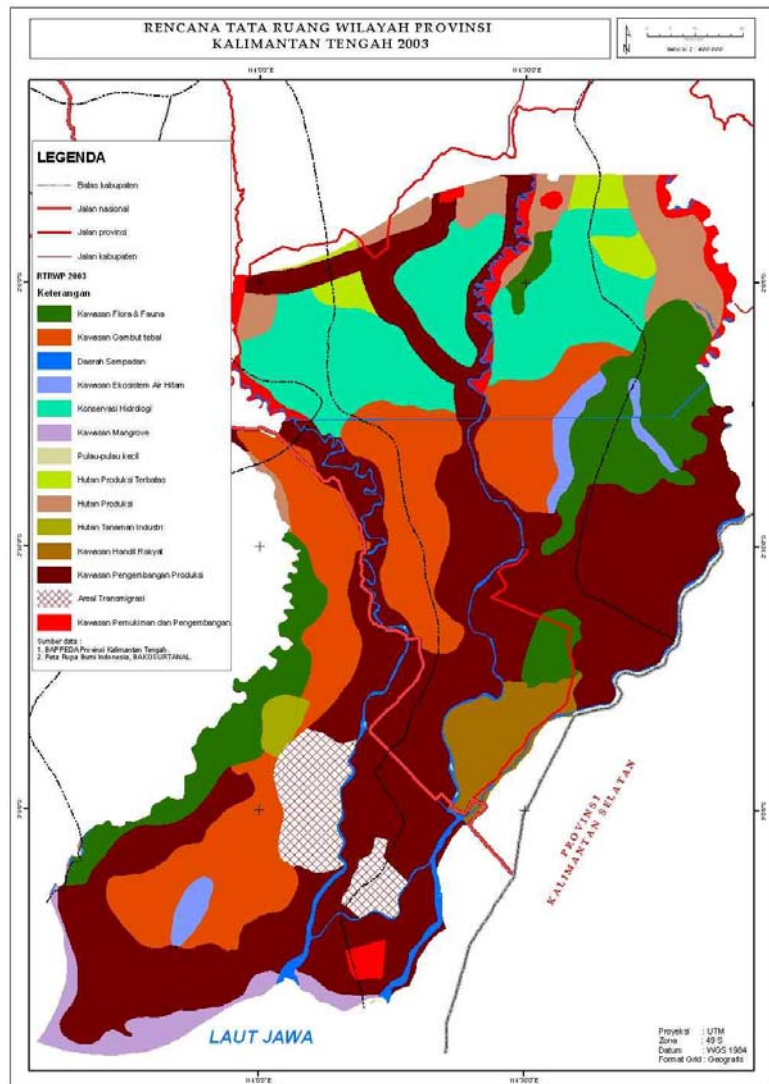 RENCANA TATA RUANG WILAYAH PROVINSI
KALIMANTAN TENGAH 2003
N
114°0'0"E
LEGENDA
Batas kabupaten
Jalan nasional
Jalan provinsi
Jalan kabupaten
RTRWP 2003
Keterangan
Kawasan Flora & Fauna
Kawasan Gambut tebal
Daerah Sempadan
Kawasan Ekosistem Air Hitam
Konservasi Hidrologi
Kawasan Mangrove
Pulau-pulau kecil
Hutan Produksi Terbatas
Hutan Produksi
Hutan Tanaman Industri
Kawasan Handil Rakyat
Kawasan Pengembangan Produksi
Areal Transmigrasi
Kawasan Pemukiman dan Pengembangan
Sumber data :
1. BAPPEDA Provinsi Kalimantan Tengah.
2. Peta Rupa Bumi Indonesia, BAKOSURTANAL.
PROVINSI
KALIMANTAN SELATAN
LAUT JAWA
Proyeksi : UTM
Zona : 49 S
Datum : WGS 1984
Format Grid : Geografis